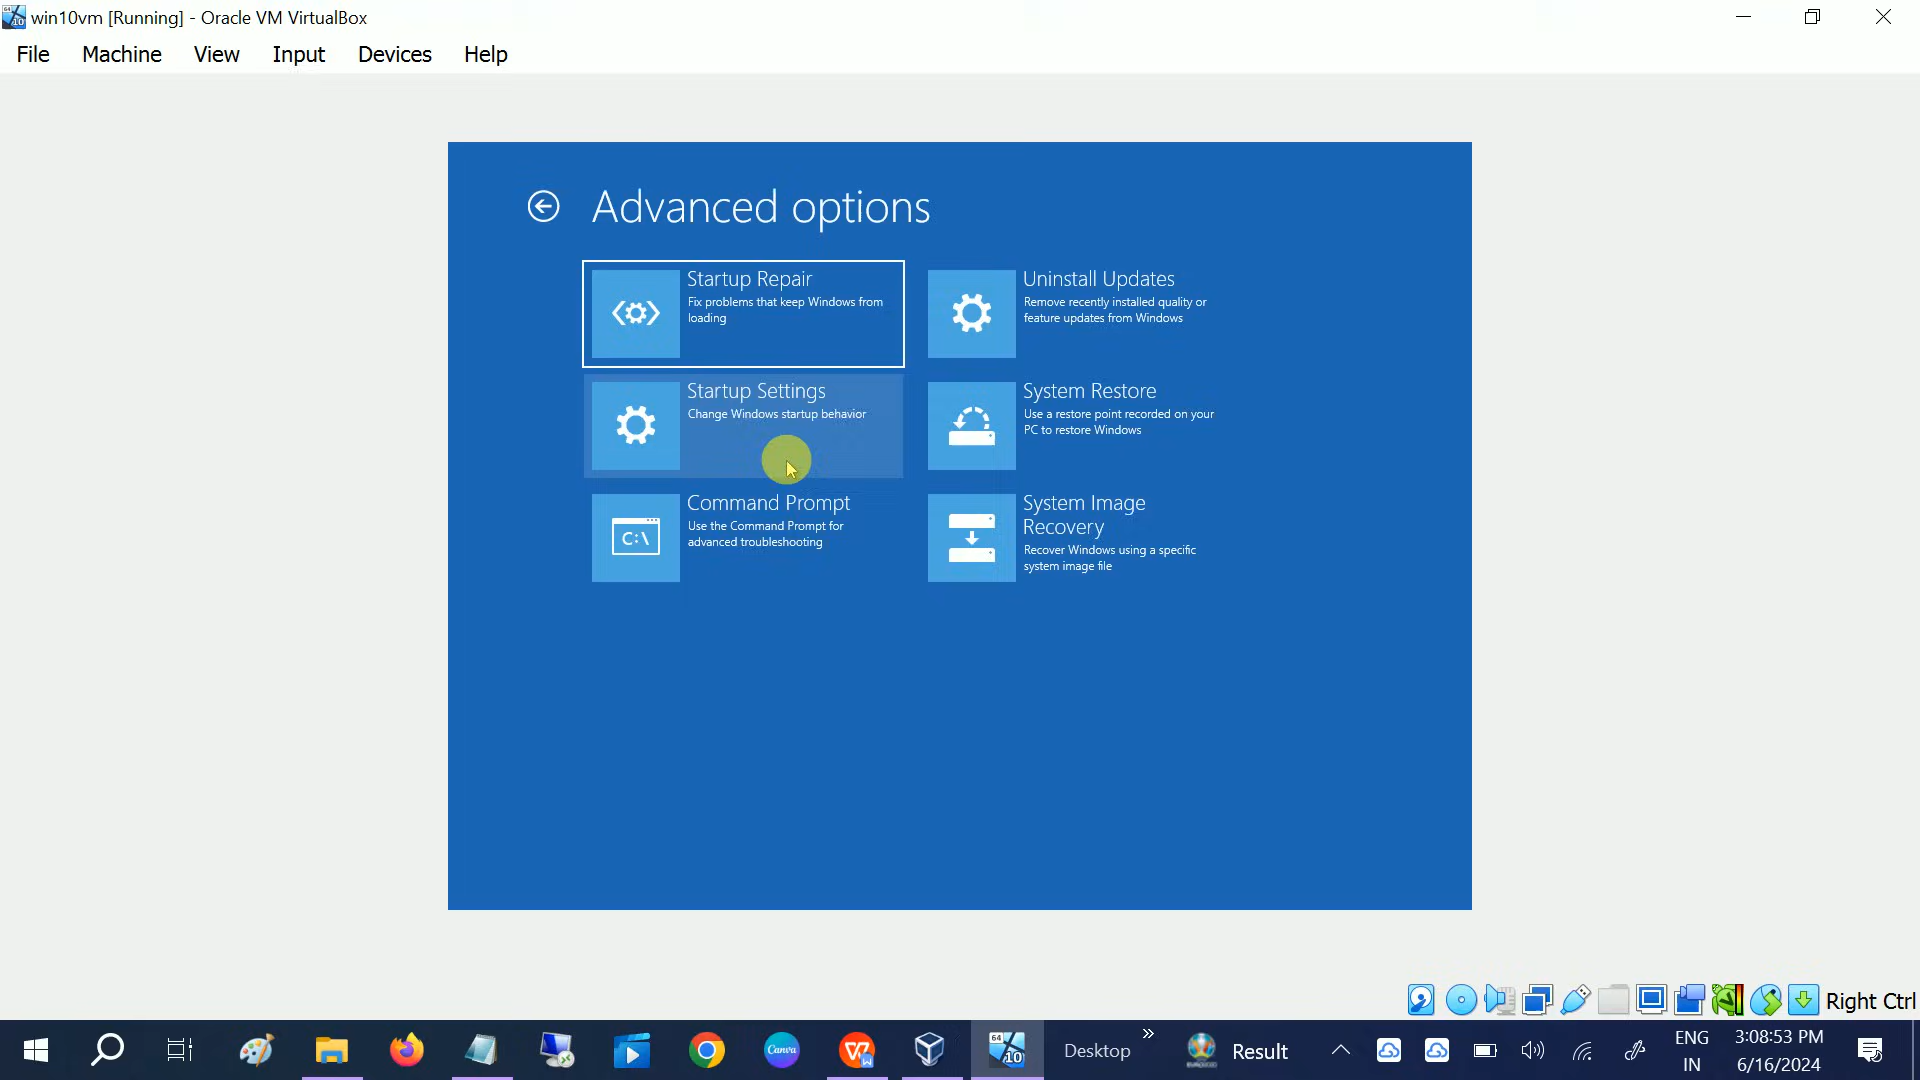 win10vm [Running] - Oracle VM VirtualBox
File Machine View Input Devices Help
Advanced options
Startup Repair
Fix problems that keep Windows from
loading
Uninstall Updates
Remove recently installed quality or
feature updates from Windows
Startup Settings
Change Windows startup behavior
System Restore
Use a restore point recorded on your
PC to restore Windows
Command Prompt
Use the Command Prompt for
advanced troubleshooting
C:\
System Image
Recovery
Recover Windows using a specific
system image file
Right Ctrl
Canva
64
10
Desktop
Result
ENG
IN
3:08:53 PM
6/16/2024